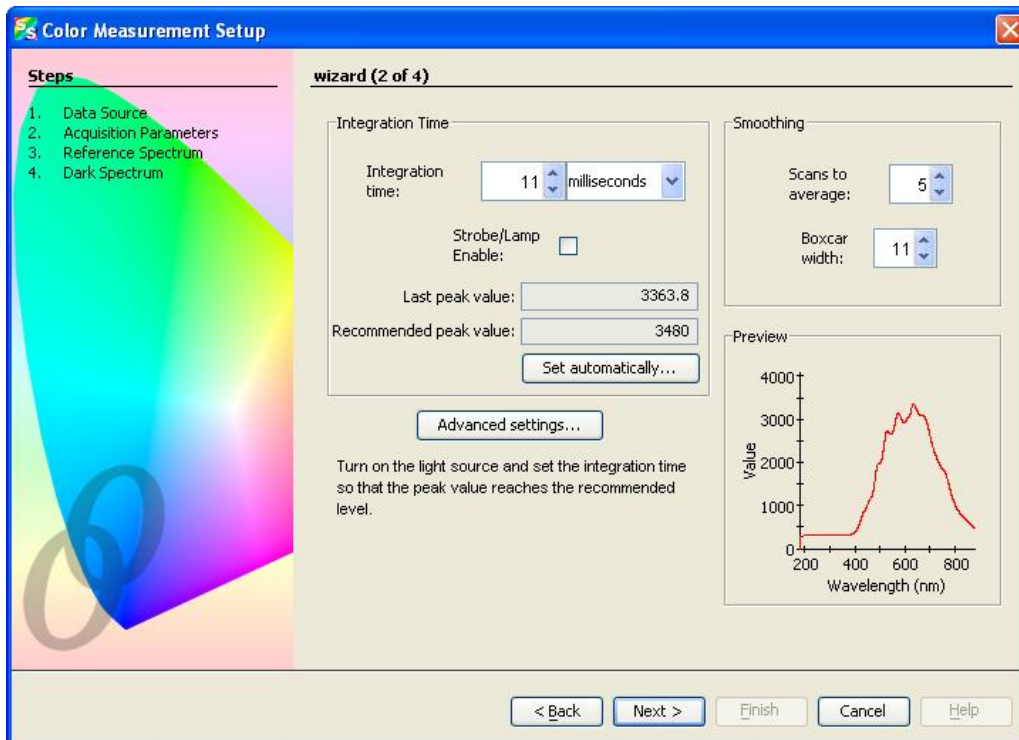 Color Measurement Setup
Steps
1. Data Source
2. Acquisition Parameters
3. Reference Spectrum
4. Dark Spectrum
wizard (2 of 4)
Integration Time
Integration
time:
11
milliseconds
Strobe/Lamp
Enable:
Last peak value:
3363.8
Recommended peak value:
3480
Set automatically...
Advanced settings...
Turn on the light source and set the integration time
so that the peak value reaches the recommended
level.
Smoothing
Scans to
average:
5
Boxcar
width:
11
Preview
4000
3000
2000
1000
0
Value
200 400 600 800
Wavelength (nm)
< Back
Next >
Finish
Cancel
Help